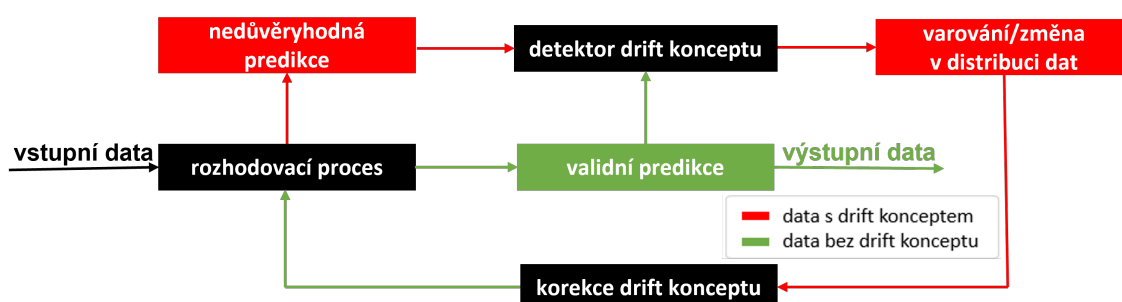 nedůvěryhodná
predikce
detektor drift konceptu
varování/změna
v distribuci dat
vstupní data
rozhodovací proces
validní predikce
výstupní data
data s drift konceptem
data bez drift konceptu
korekce drift konceptu